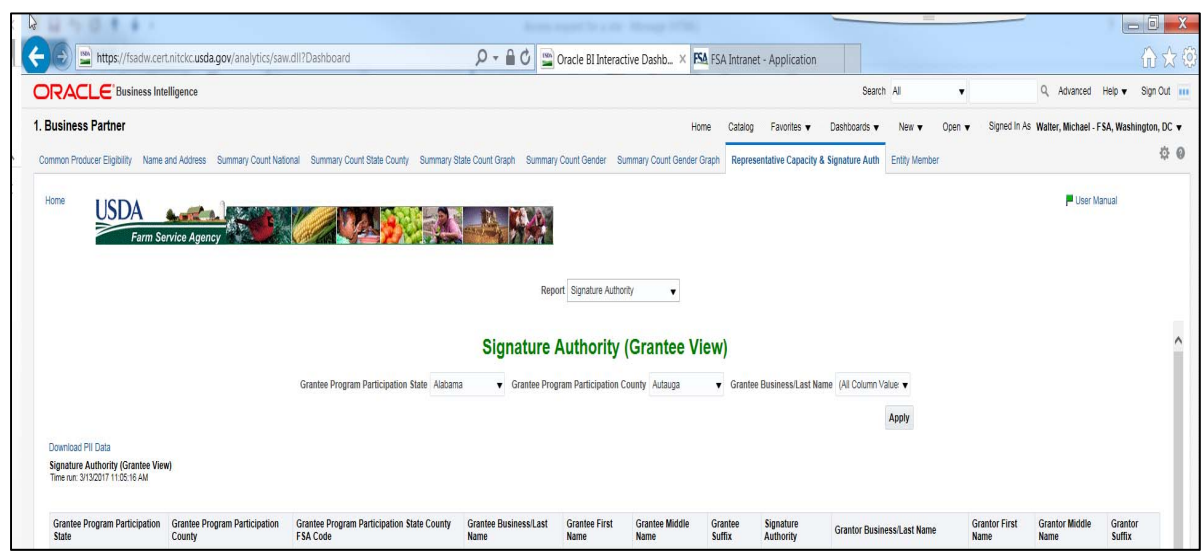 https://fsadw.cert.nitckc.usda.gov/analytics/saw.dll?Dashboard
Oracle BI Interactive Dashb...
FSA FSA Intranet - Application
ORACLE Business Intelligence
Search All
Advanced Help Sign Out
1. Business Partner
Home Catalog Favorites Dashboards New Open Signed In As Walter, Michael - FSA, Washington, DC
Common Producer Eligibility Name and Address Summary Count National Summary Count State County Summary State Count Graph Summary Count Gender Summary Count Gender Graph Representative Capacity & Signature Auth Entity Member
Home
USDA
Farm Service Agency
User Manual
Report Signature Authority
Signature Authority (Grantee View)
Grantee Program Participation State Alabama Grantee Program Participation County Autauga Grantee Business/Last Name (All Column Value
Apply
Download PII Data
Signature Authority (Grantee View)
Time run: 3/13/2017 11:05:16 AM
Grantee Program Participation State
Grantee Program Participation County
Grantee Program Participation State County FSA Code
Grantee Business/Last Name
Grantee First Name
Grantee Middle Name
Grantee Suffix
Signature Authority
Grantor Business/Last Name
Grantor First Name
Grantor Middle Name
Grantor Suffix